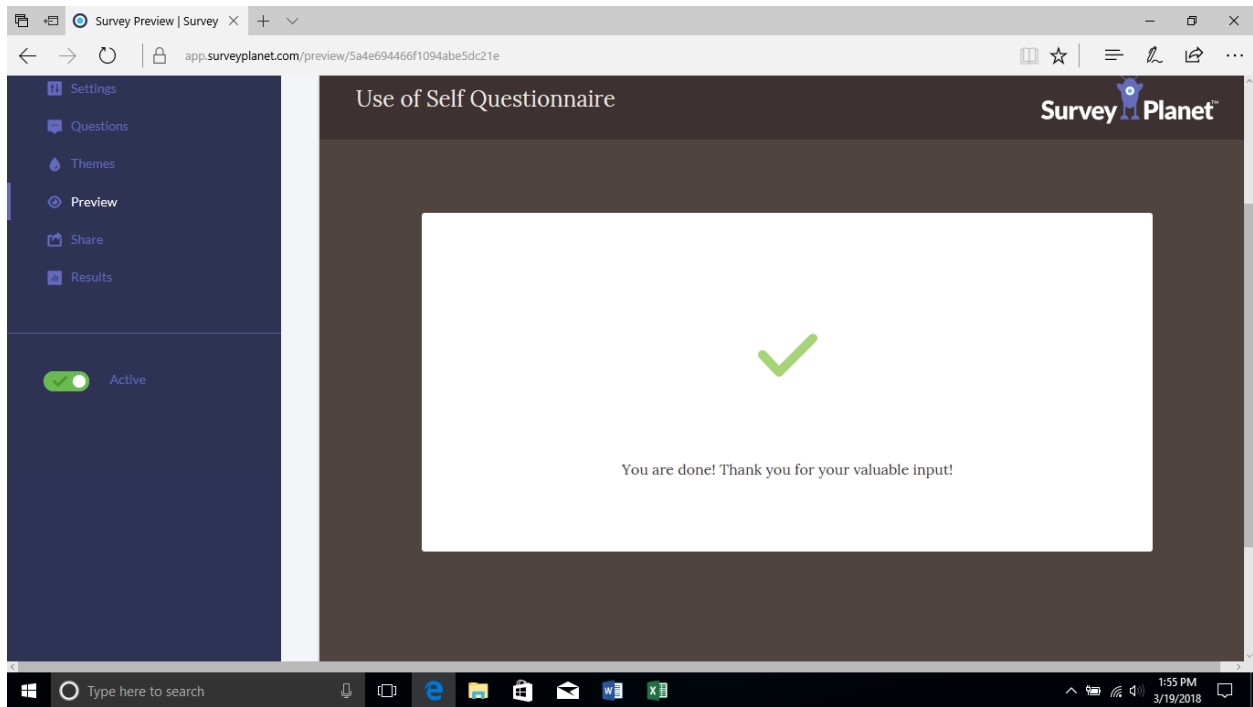 Survey Preview | Survey
app.surveyplanet.com/preview/5a4e694466f1094abe5dc21e
Settings
Questions
Themes
Preview
Share
Results
Active
Use of Self Questionnaire
Survey Planet™
You are done! Thank you for your valuable input!
Type here to search
1:55 PM
3/19/2018